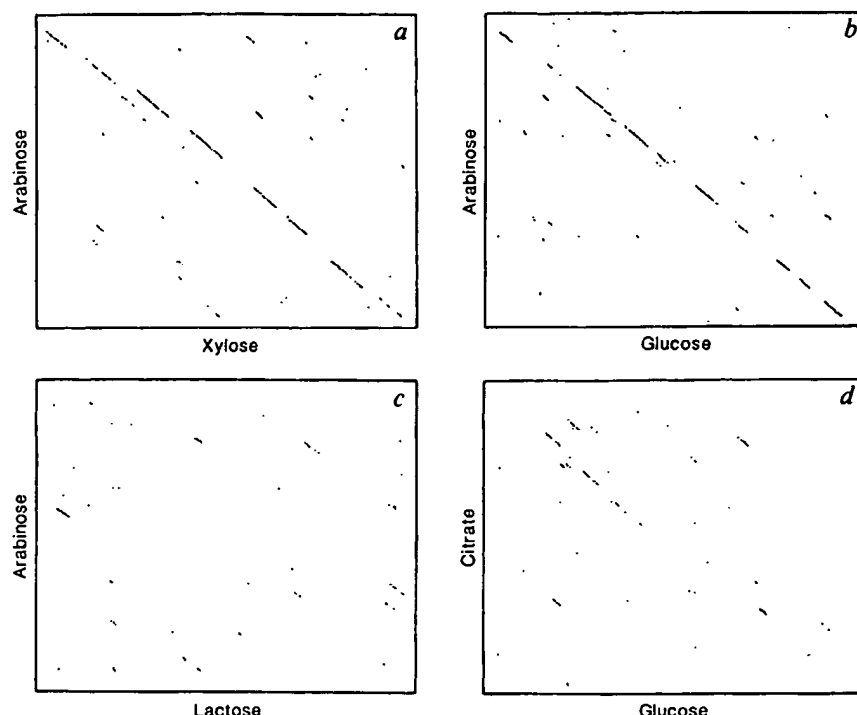 a
Arabinose
Xylose
b
Arabinose
Glucose
c
Arabinose
Lactose
d
Citrate
Glucose